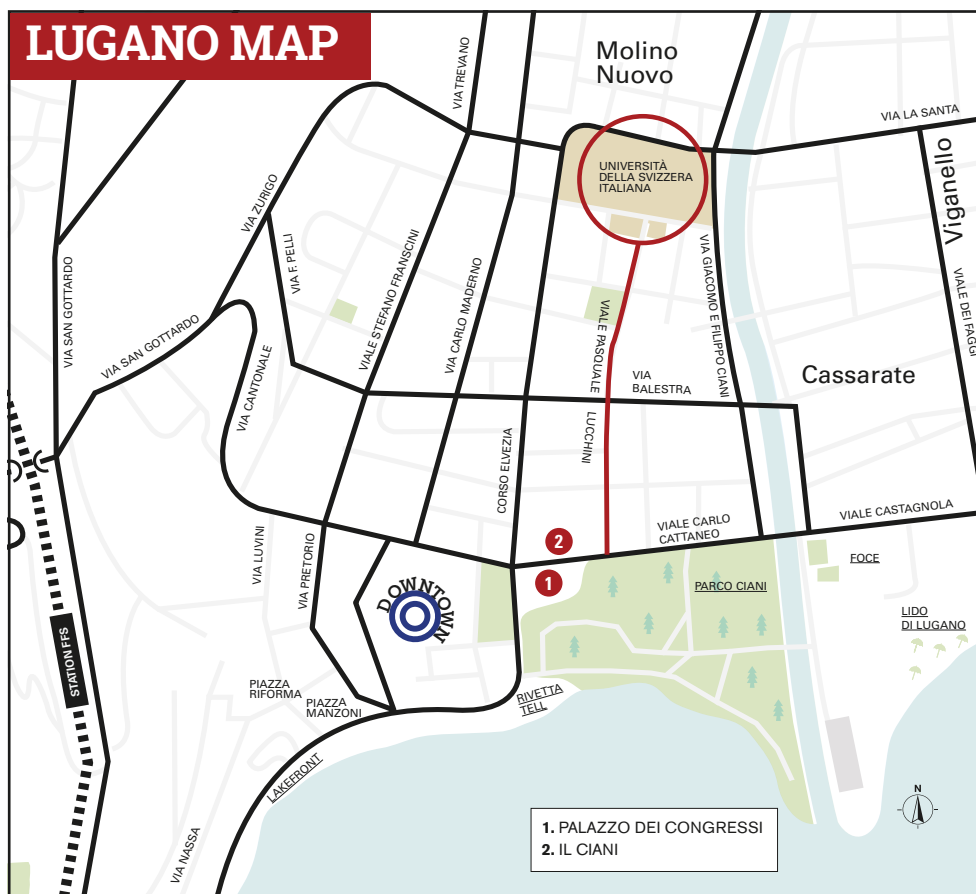 LUGANO MAP
Molino
Nuovo
VIA TREVANO
VIA LA SANTA
UNIVERSITÀ
DELLA SVIZZERA
ITALIANA
Viganello
VIA ZURIGO
VIA F. PELLI
VIALE STEFANO FRANSCINI
VIA CARLO MADERNO
VIA GIACOMO E FILIPPO CIANI
VIALE DEI FAGGI
VIA SAN GOTTARDO
VIA SAN GOTTARDO
VIA CANTONALE
VIALE PASQUALE
LUCCHINI
VIA
BALESTRA
Cassarate
CORSO ELVEZIA
VIALE CARLO
CATTANEO
VIALE CASTAGNOLA
VIA LUVINI
VIA PRETORIO
2
1
DOWNTOWN
PARCO CIANI
FOCE
LIDO
DI LUGANO
STATION FFS
PIAZZA
RIFORMA
PIAZZA
MANZONI
RIVETTA
TELL
LAKEFRONT
VIA NASSA
N
1. PALAZZO DEI CONGRESSI
2. IL CIANI